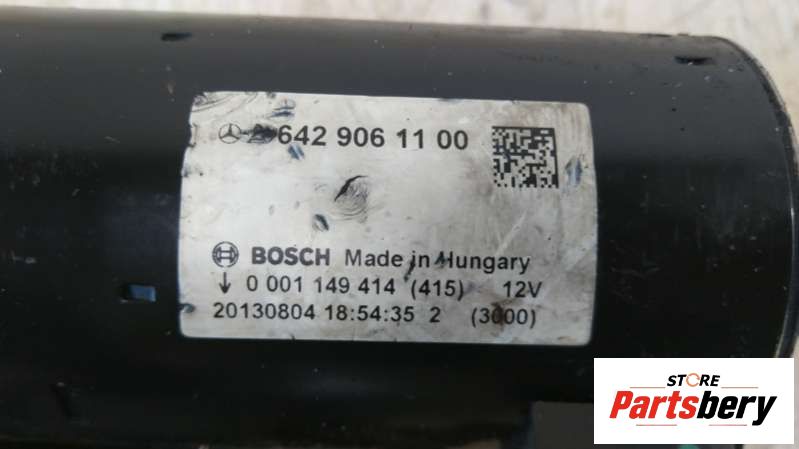 642 906 11 00
BOSCH Made in Hungary
0 001 149 414 (415) 12V
20130804 18:54:35 2 (3000)
STORE
Partsbery